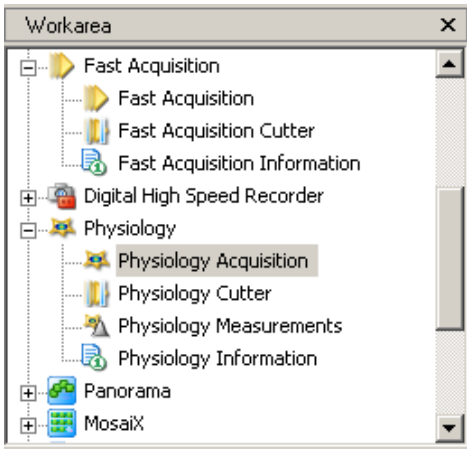 Workarea
Fast Acquisition
Fast Acquisition
Fast Acquisition Cutter
Fast Acquisition Information
Digital High Speed Recorder
Physiology
Physiology Acquisition
Physiology Cutter
Physiology Measurements
Physiology Information
Panorama
MosaiX